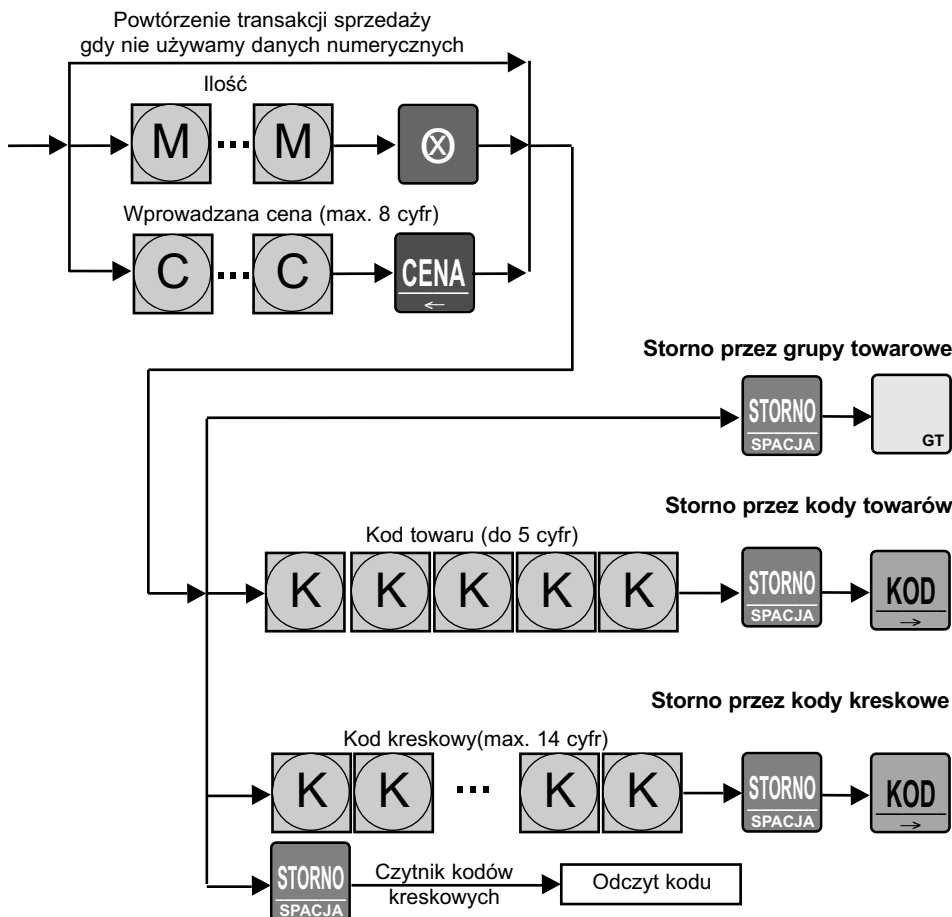 Powtórzenie transakcji sprzedaży
gdy nie używamy danych numerycznych
Ilość
M ... M
X
Wprowadzana cena (max. 8 cyfr)
C ... C
CENA
←
Storno przez grupy towarowe
STORNO
SPACJA
GT
Storno przez kody towarów
Kod towaru (do 5 cyfr)
K K K K K
STORNO
SPACJA
KOD
→
Storno przez kody kreskowe
Kod kreskowy(max. 14 cyfr)
K K ... K K
STORNO
SPACJA
KOD
→
STORNO
SPACJA
Czytnik kodów
kreskowych
Odczyt kodu